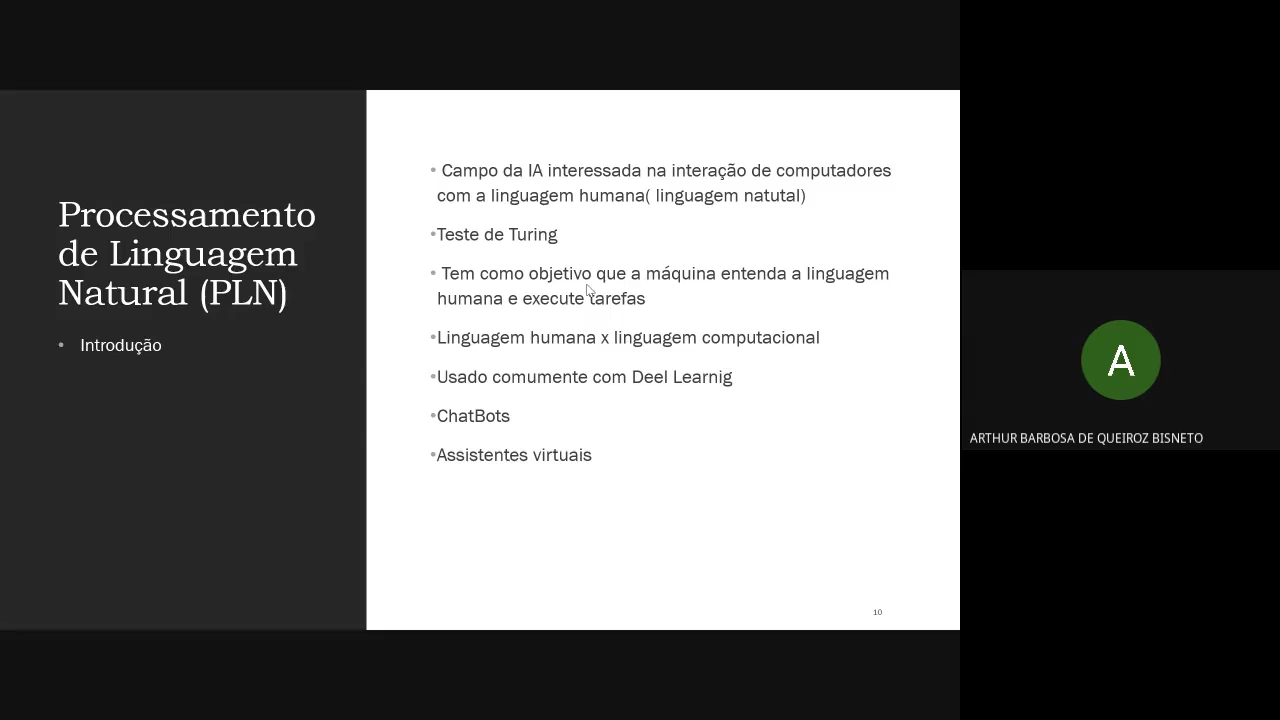 Processamento
de Linguagem
Natural (PLN)
• Introdução
• Campo da IA interessada na interação de computadores
com a linguagem humana( linguagem natutal)
•Teste de Turing
• Tem como objetivo que a máquina entenda a linguagem
humana e execute tarefas
•Linguagem humana x linguagem computacional
•Usado comumente com Deel Learnig
•ChatBots
•Assistentes virtuais
10
A
ARTHUR BARBOSA DE QUEIROZ BISNETO